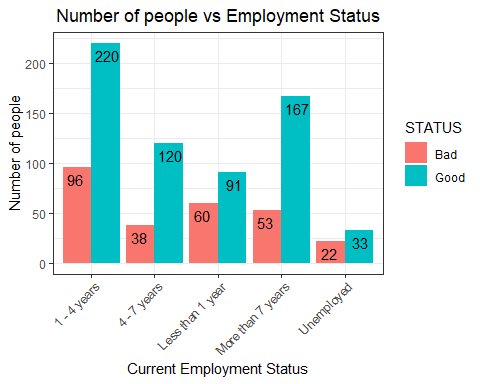 Number of people vs Employment Status
Number of people
200
150
100
50
0
96
220
38
120
60
91
53
167
22
33
1 - 4 years
4 - 7 years
Less than 1 year
More than 7 years
Unemployed
Current Employment Status
STATUS
Bad
Good